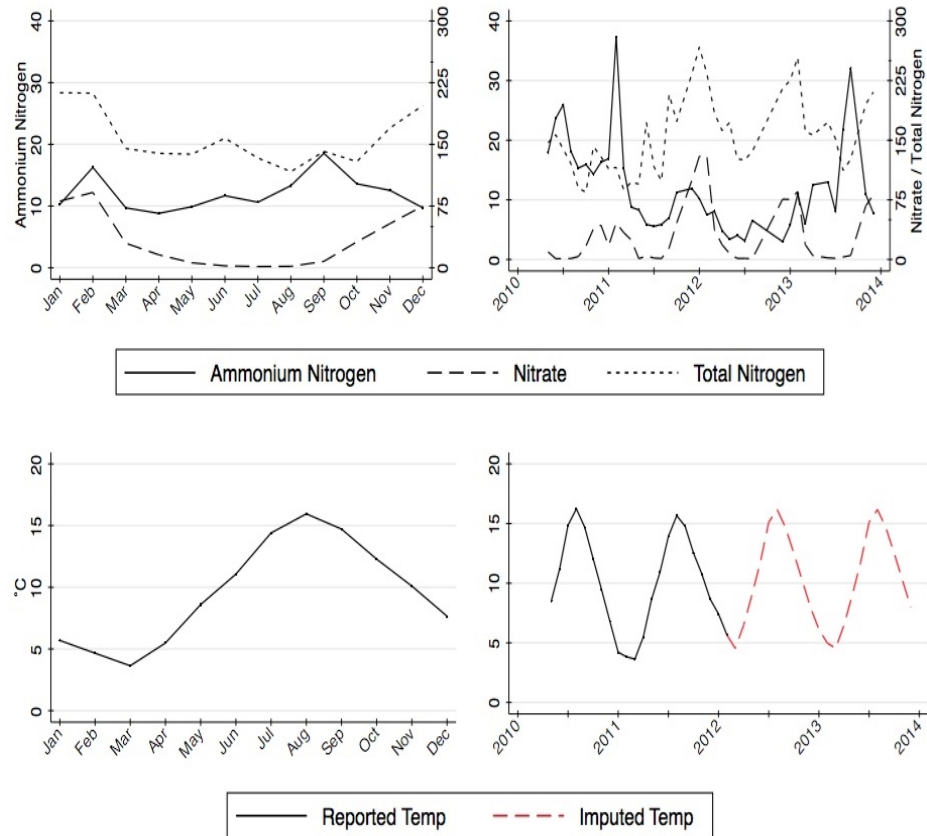 40
30
20
10
0
Ammonium Nitrogen
300
225
150
75
0
Jan
Feb
Mar
Apr
May
Jun
Jul
Aug
Sep
Oct
Nov
Dec
40
30
20
10
0
300
225
150
75
0
Nitrate / Total Nitrogen
2010
2011
2012
2013
2014
Ammonium Nitrogen Nitrate Total Nitrogen
20
15
10
5
0
°C
Jan
Feb
Mar
Apr
May
Jun
Jul
Aug
Sep
Oct
Nov
Dec
20
15
10
5
0
2010
2011
2012
2013
2014
Reported Temp Imputed Temp